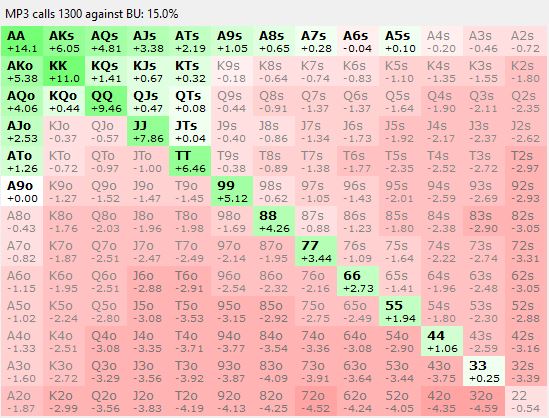 MP3 calls 1300 against BU: 15.0%
AA AKs AQs AJs ATs A9s A8s A7s A6s A5s A4s A3s A2s
+14.1 +6.05 +4.81 +3.38 +2.19 +1.05 +0.65 +0.28 -0.04 +0.10 -0.20 -0.46 -0.72
AKo KK KQs KJs KTs K9s K8s K7s K6s K5s K4s K3s K2s
+5.38 +11.0 +1.41 +0.67 +0.32 -0.18 -0.64 -0.74 -0.83 -1.10 -1.35 -1.55 -1.80
AQo KQo QQ QJs QTs Q9s Q8s Q7s Q6s Q5s Q4s Q3s Q2s
+4.06 +0.44 +9.46 +0.47 +0.08 -0.44 -0.91 -1.37 -1.37 -1.64 -1.90 -2.11 -2.35
AJo KJo QJo JJ JTs J9s J8s J7s J6s J5s J4s J3s J2s
+2.53 -0.37 -0.57 +7.86 +0.04 -0.40 -0.86 -1.34 -1.73 -1.92 -2.17 -2.37 -2.62
ATo KTo QTo JTo TT T9s T8s T7s T6s T5s T4s T3s T2s
+1.26 -0.72 -0.97 -1.00 +6.46 -0.38 -0.89 -1.38 -1.77 -2.35 -2.52 -2.72 -2.97
A9o K9o Q9o J9o T9o 99 98s 97s 96s 95s 94s 93s 92s
+0.00 -1.27 -1.52 -1.47 -1.45 +5.12 -0.62 -1.05 -1.43 -2.01 -2.59 -2.69 -2.93
A8o K8o Q8o J8o T8o 98o 88 87s 86s 85s 84s 83s 82s
-0.43 -1.76 -2.03 -1.96 -1.98 -1.69 +4.26 -0.88 -1.23 -1.80 -2.38 -2.90 -3.05
A7o K7o Q7o J7o T7o 97o 87o 77 76s 75s 74s 73s 72s
-0.82 -1.87 -2.51 -2.47 -2.49 -2.14 -1.95 +3.44 -1.09 -1.64 -2.22 -2.74 -3.31
A6o K6o Q6o J6o T6o 96o 86o 76o 66 65s 64s 63s 62s
-1.15 -1.95 -2.51 -2.88 -2.91 -2.54 -2.32 -2.16 +2.73 -1.41 -1.96 -2.48 -3.05
A5o K5o Q5o J5o T5o 95o 85o 75o 65o 55 54s 53s 52s
-1.02 -2.24 -2.80 -3.08 -3.53 -3.15 -2.92 -2.75 -2.49 +1.94 -1.80 -2.30 -2.88
A4o K4o Q4o J4o T4o 94o 84o 74o 64o 54o 44 43s 42s
-1.33 -2.51 -3.08 -3.35 -3.71 -3.77 -3.54 -3.36 -3.08 -2.90 +1.06 -2.59 -3.16
A3o K3o Q3o J3o T3o 93o 83o 73o 63o 53o 43o 33 32s
-1.60 -2.72 -3.29 -3.56 -3.92 -3.87 -4.09 -3.91 -3.63 -3.44 -3.75 +0.25 -3.39
A2o K2o Q2o J2o T2o 92o 82o 72o 62o 52o 42o 32o 22
-1.87 -2.99 -3.56 -3.83 -4.19 -4.13 -4.25 -4.52 -4.24 -4.05 -4.35 -4.59 -0.54